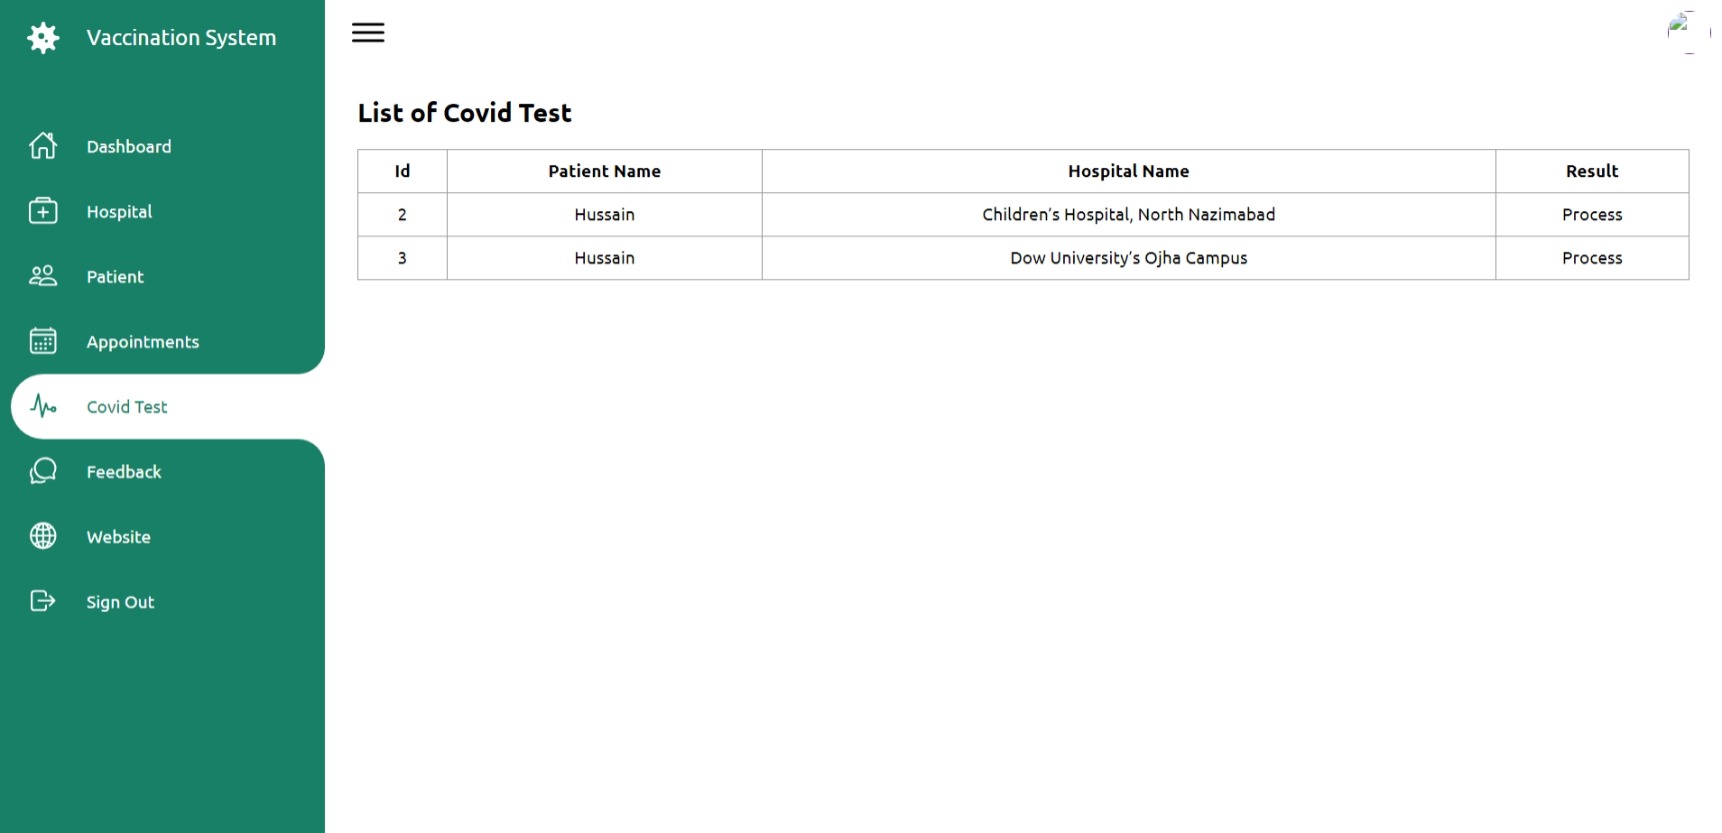 Vaccination System
Dashboard
Hospital
Patient
Appointments
Covid Test
Feedback
Website
Sign Out
List of Covid Test
Id Patient Name Hospital Name Result
2 Hussain Children’s Hospital, North Nazimabad Process
3 Hussain Dow University’s Ojha Campus Process